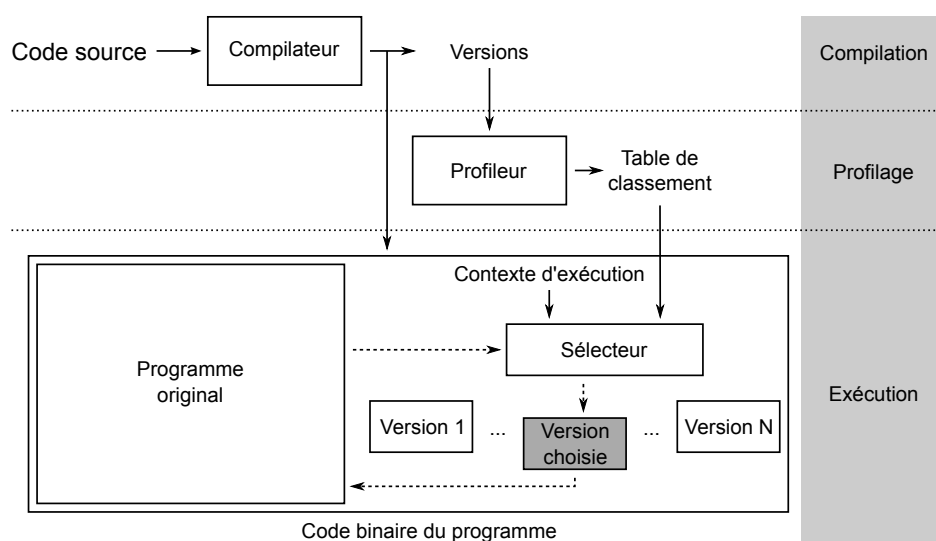 Code source
Compilateur
Versions
Compilation
Profileur
Table de
classement
Profilage
Contexte d'exécution
Programme
original
Sélecteur
Exécution
Version 1
...
Version
choisie
...
Version N
Code binaire du programme